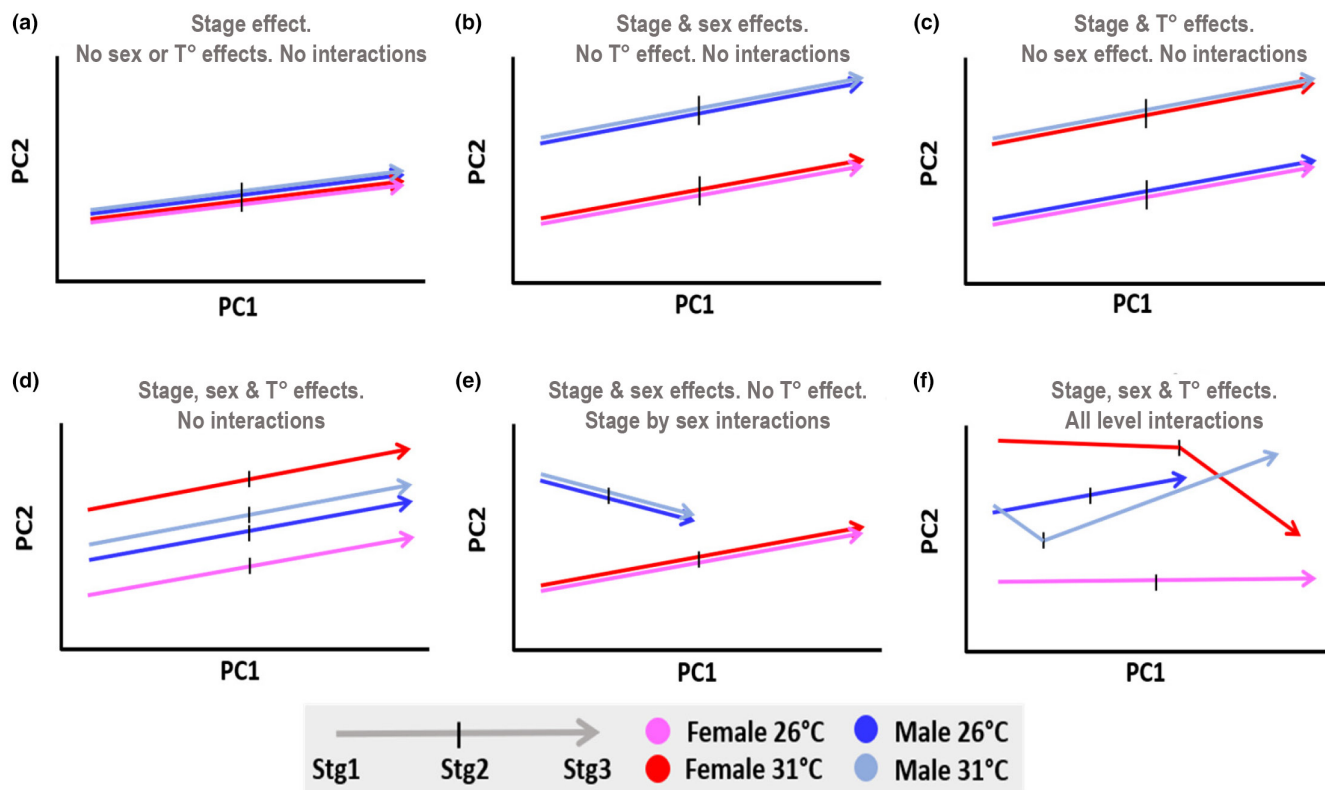 (a)
Stage effect.
No sex or T° effects. No interactions
PC2
PC1
(b)
Stage & sex effects.
No T° effect. No interactions
PC2
PC1
(c)
Stage & T° effects.
No sex effect. No interactions
PC2
PC1
(d)
Stage, sex & T° effects.
No interactions
PC2
PC1
(e)
Stage & sex effects. No T° effect.
Stage by sex interactions
PC2
PC1
(f)
Stage, sex & T° effects.
All level interactions
PC2
PC1
Stg1 Stg2 Stg3
Female 26°C Male 26°C
Female 31°C Male 31°C